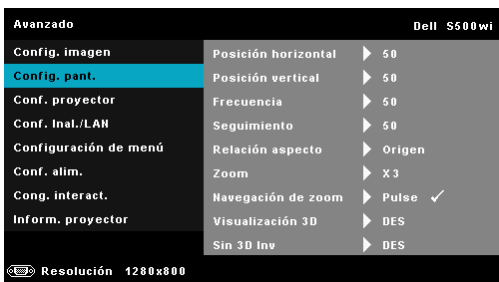 Avanzado Dell S500wi
Config. imagen
Config. pant.
Conf. proyector
Conf. Inal./LAN
Configuración de menú
Conf. alim.
Cong. interact.
Inform. proyector
Posición horizontal 50
Posición vertical 50
Frecuencia 50
Seguimiento 50
Relación aspecto Origen
Zoom X3
Navegación de zoom Pulse
Visualización 3D DES
Sin 3D Inv DES
Resolución 1280x800